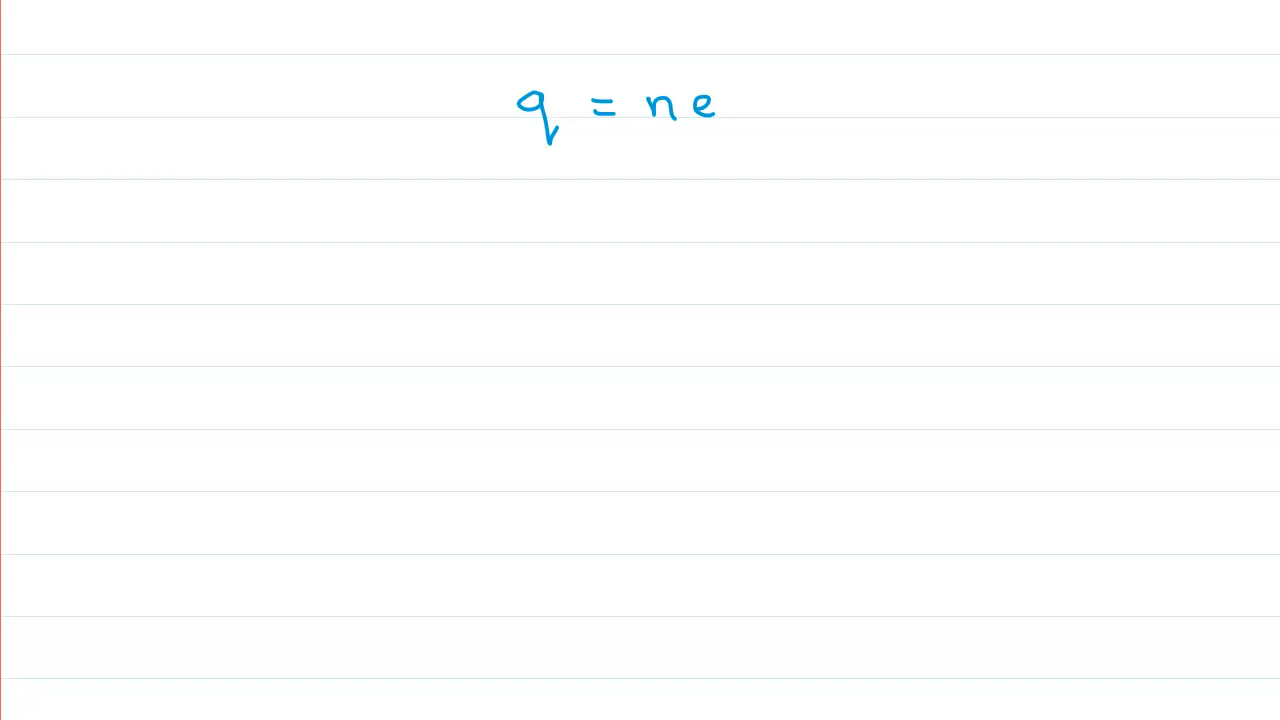 q = ne